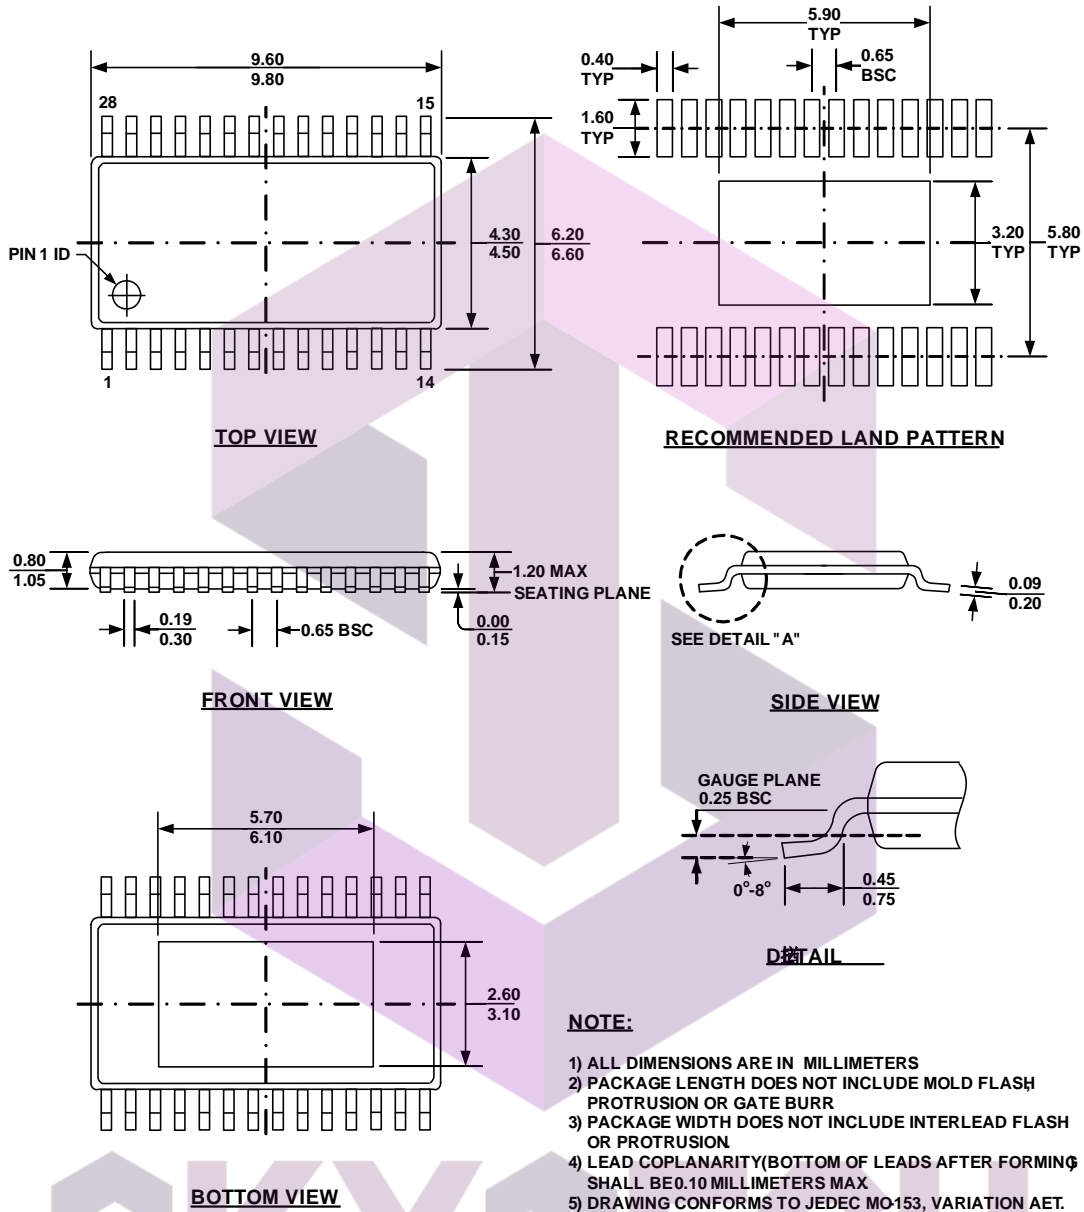 5.90
TYP
9.60
9.80
0.40
TYP
0.65
BSC
28
15
1.60
TYP
PIN 1 ID
4.30
4.50
6.20
6.60
3.20
TYP
5.80
TYP
1
14
TOP VIEW
RECOMMENDED LAND PATTERN
0.80
1.05
1.20 MAX
SEATING PLANE
0.19
0.30
0.65 BSC
0.00
0.15
0.09
0.20
SEE DETAIL "A"
FRONT VIEW
SIDE VIEW
GAUGE PLANE
0.25 BSC
5.70
6.10
0°-8°
0.45
0.75
DETAIL
2.60
3.10
NOTE:
1) ALL DIMENSIONS ARE IN MILLIMETERS
2) PACKAGE LENGTH DOES NOT INCLUDE MOLD FLASH,
PROTRUSION OR GATE BURR
3) PACKAGE WIDTH DOES NOT INCLUDE INTERLEAD FLASH
OR PROTRUSION.
4) LEAD COPLANARITY(BOTTOM OF LEADS AFTER FORMING)
SHALL BE 0.10 MILLIMETERS MAX
5) DRAWING CONFORMS TO JEDEC MO-153, VARIATION AET.
BOTTOM VIEW